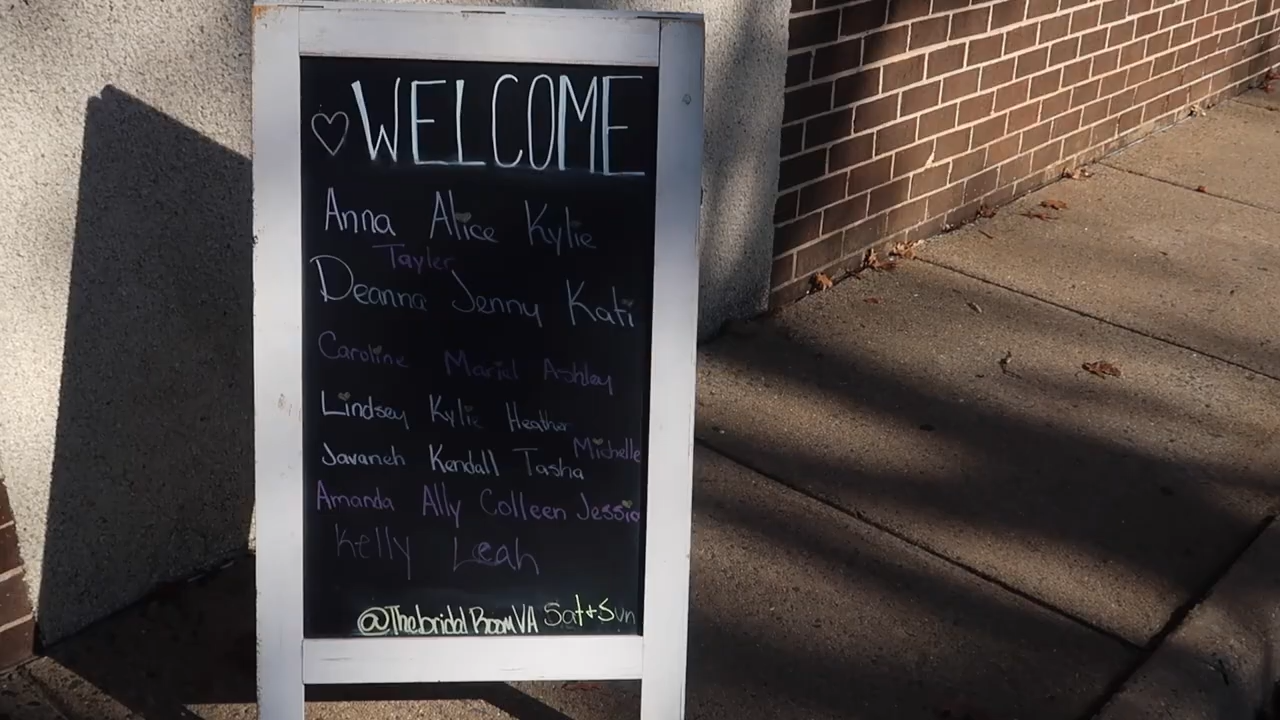 WELCOME
Anna Alice Kylie
Tayler
Deanna Jenny Kati
Caroline Mariel Ashley
Lindsey Kylie Heather
Michelle
Javaneh Kendall Tasha
Amanda Ally Colleen Jessie
Kelly Leah
@ThebridalRoomVA Sat+Sun